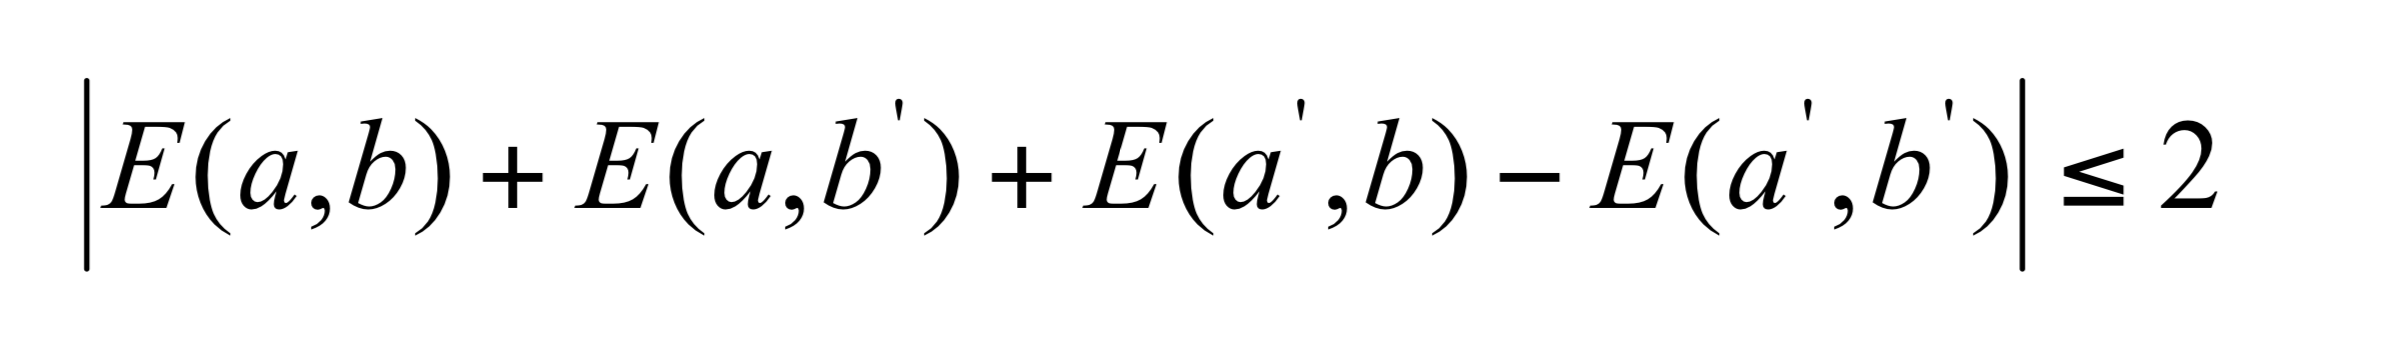 |E(a,b) + E(a,b') + E(a',b) − E(a',b')| ≤ 2